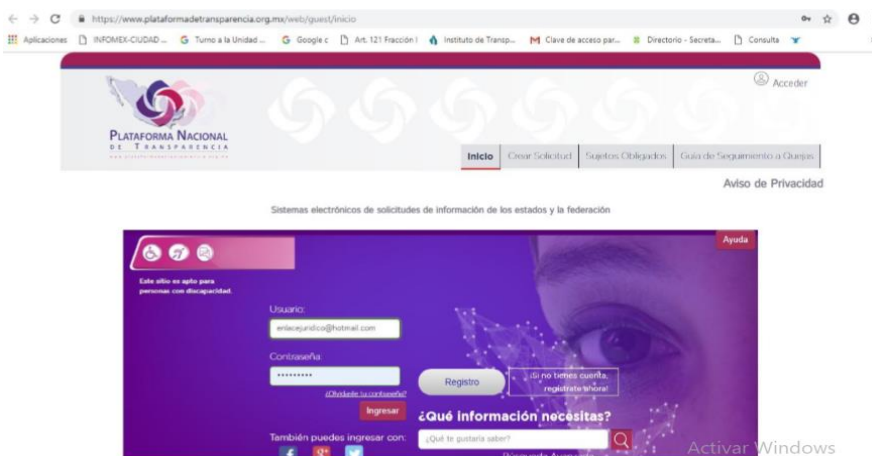 https://www.plataformadetransparencia.org.mx/web/guest/inicio
Aplicaciones INFOMEX-CIUDAD ... Turno a la Unidad ... Google c Art. 121 Fracción I Instituto de Transp... Clave de acceso par... Directorio - Secreta... Consulta
Acceder
PLATAFORMA NACIONAL
DE TRANSPARENCIA
Inicio Crear Solicitud Sujetos Obligados Guía de Seguimiento a Quejas
Aviso de Privacidad
Sistemas electrónicos de solicitudes de información de los estados y la federación
Ayuda
Este sitio es apto para
personas con discapacidad.
Usuario:
enlacejuridico@hotmail.com
Contraseña
•••••••••
¿Olvidaste tu contraseña?
Ingresar
Registro
¡Si no tienes cuenta,
regístrate ahora!
¿Qué información necesitas?
¿Qué te gustaría saber?
También puedes ingresar con:
Búsqueda Avanzada
Activar Windows